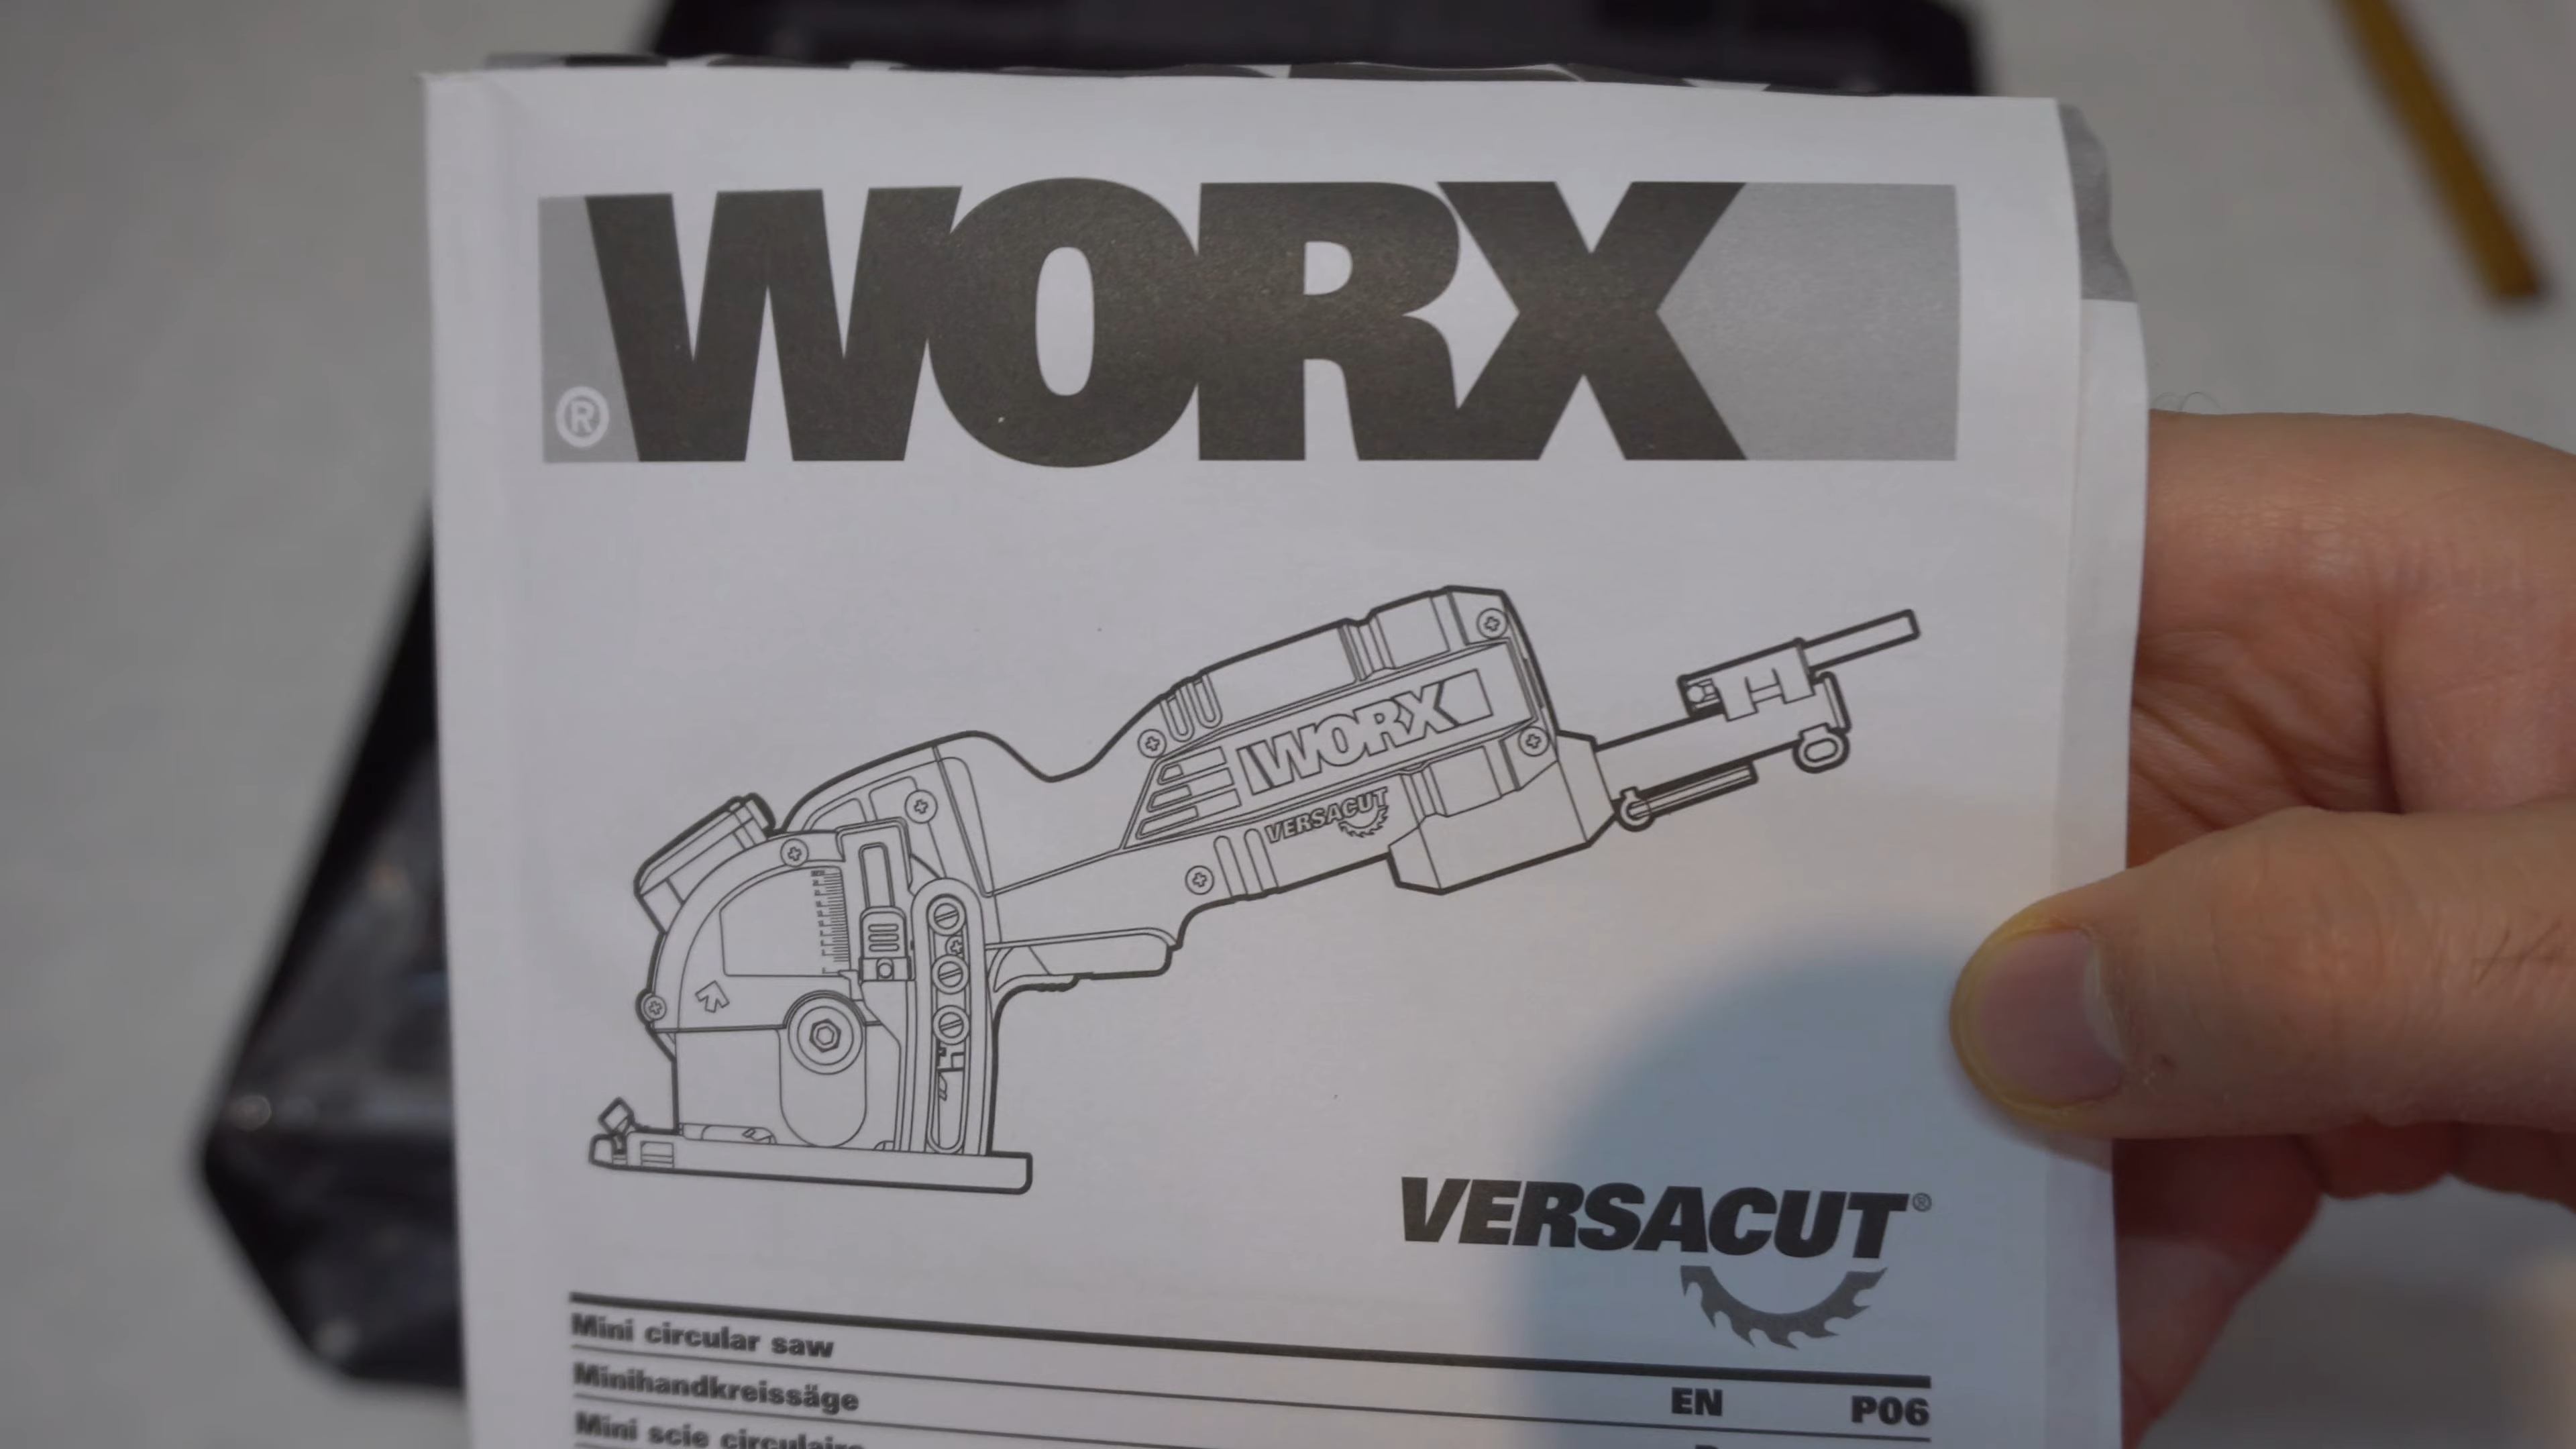 WORX
®
WORX
VERSACUT
VERSACUT®
Mini circular saw EN P06
Minihandkreissäge
Mini scie circulaire